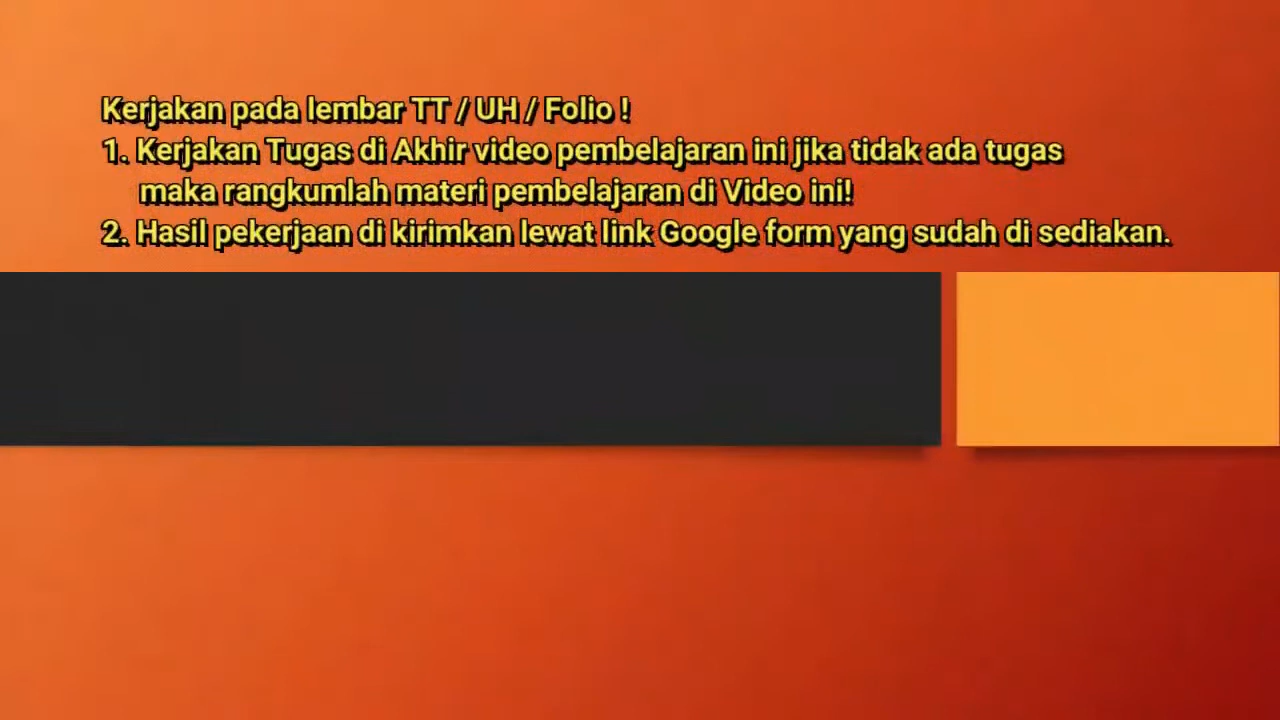 Kerjakan pada lembar TT / UH / Folio !
1. Kerjakan Tugas di Akhir video pembelajaran ini jika tidak ada tugas
maka rangkumlah materi pembelajaran di Video ini!
2. Hasil pekerjaan di kirimkan lewat link Google form yang sudah di sediakan.